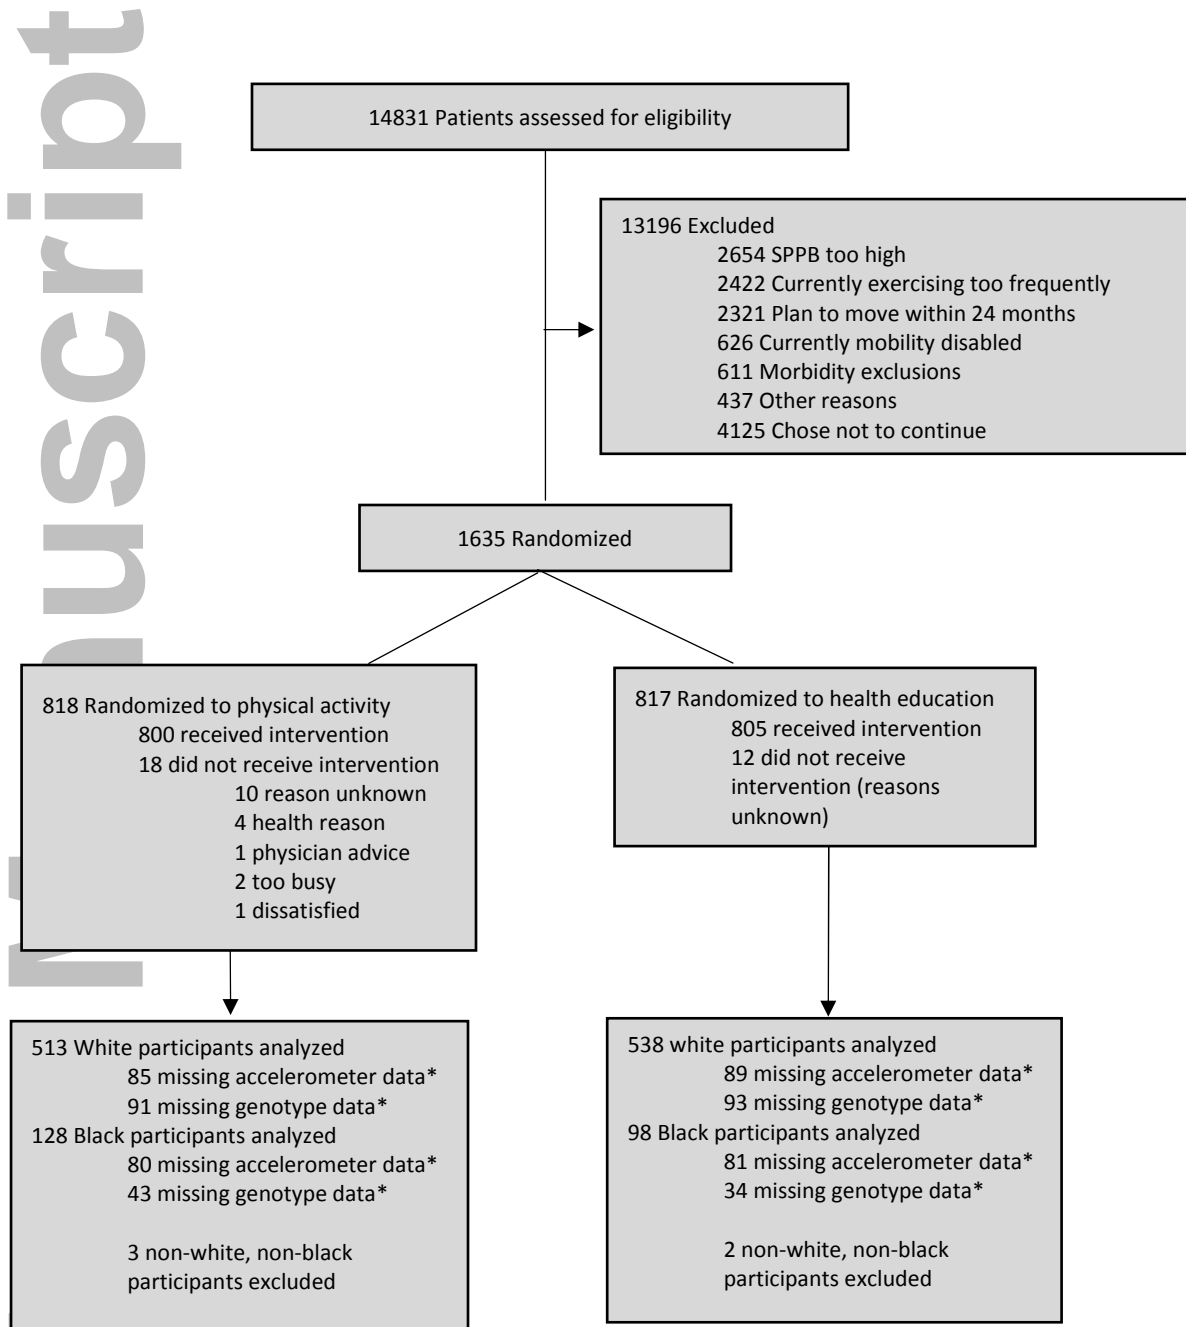 14831 Patients assessed for eligibility
13196 Excluded
2654 SPPB too high
2422 Currently exercising too frequently
2321 Plan to move within 24 months
626 Currently mobility disabled
611 Morbidity exclusions
437 Other reasons
4125 Chose not to continue
1635 Randomized
818 Randomized to physical activity
800 received intervention
18 did not receive intervention
10 reason unknown
4 health reason
1 physician advice
2 too busy
1 dissatisfied
817 Randomized to health education
805 received intervention
12 did not receive
intervention (reasons
unknown)
513 White participants analyzed
85 missing accelerometer data*
91 missing genotype data*
128 Black participants analyzed
80 missing accelerometer data*
43 missing genotype data*
3 non-white, non-black
participants excluded
538 white participants analyzed
89 missing accelerometer data*
93 missing genotype data*
98 Black participants analyzed
81 missing accelerometer data*
34 missing genotype data*
2 non-white, non-black
participants excluded